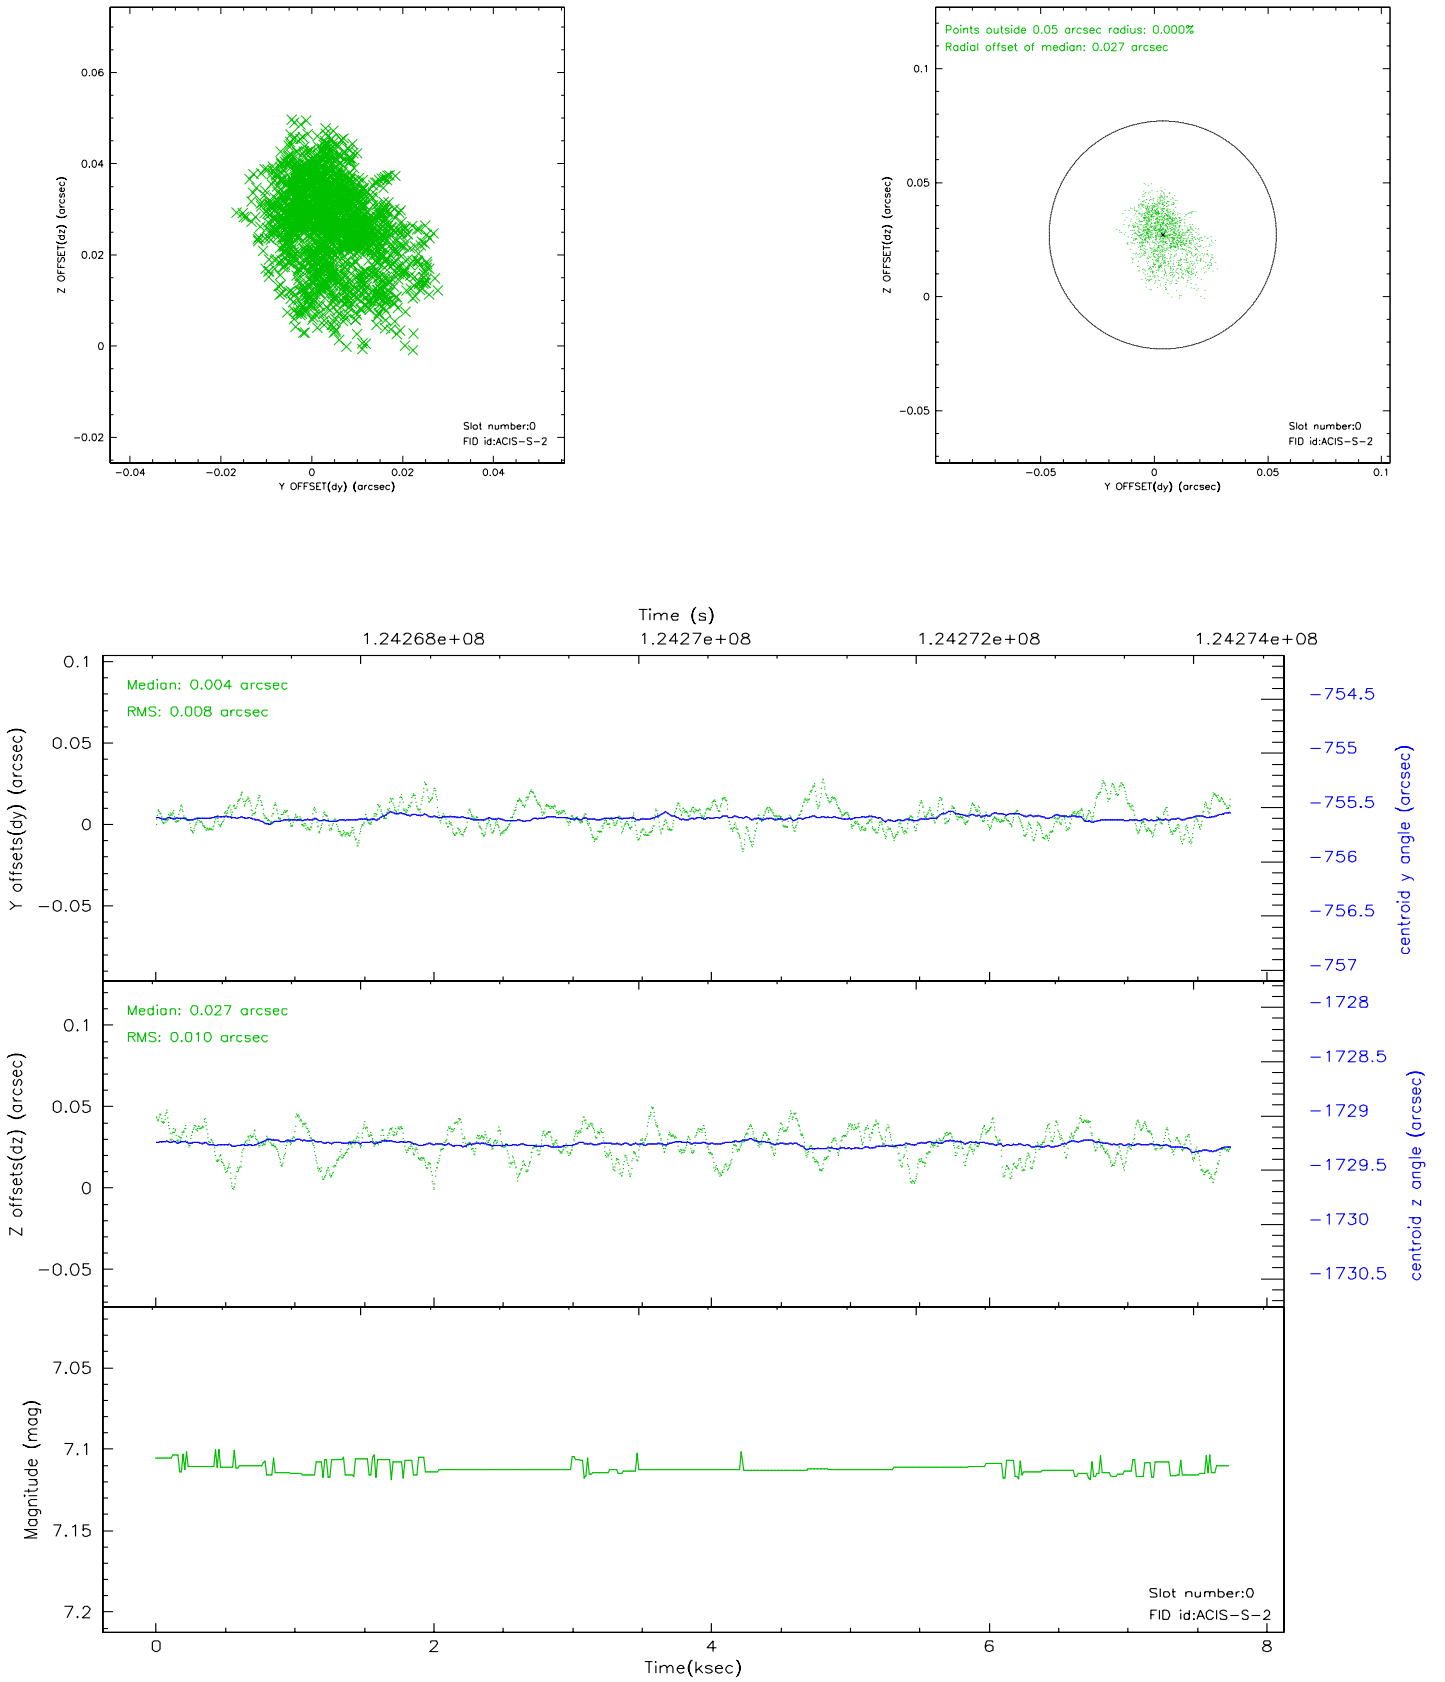 0.06
0.04
0.02
0
-0.02
Z OFFSET(dz) (arcsec)
Slot number:0
FID id:ACIS-S-2
-0.04 -0.02 0 0.02 0.04
Y OFFSET(dy) (arcsec)
Points outside 0.05 arcsec radius: 0.000%
Radial offset of median: 0.027 arcsec
0.1
0.05
0
-0.05
Z OFFSET(dz) (arcsec)
Slot number:0
FID id:ACIS-S-2
-0.05 0 0.05 0.1
Y OFFSET(dy) (arcsec)
Time (s)
1.24268e+08 1.2427e+08 1.24272e+08 1.24274e+08
Median: 0.004 arcsec
RMS: 0.008 arcsec
0.1
0.05
0
-0.05
Y offsets(dy) (arcsec)
-754.5
-755
-755.5
-756
-756.5
-757
centroid y angle (arcsec)
Median: 0.027 arcsec
RMS: 0.010 arcsec
0.1
0.05
0
-0.05
Z offsets(dz) (arcsec)
-1728
-1728.5
-1729
-1729.5
-1730
-1730.5
centroid z angle (arcsec)
7.05
7.1
7.15
7.2
Magnitude (mag)
Slot number:0
FID id:ACIS-S-2
0 2 4 6 8
Time(ksec)